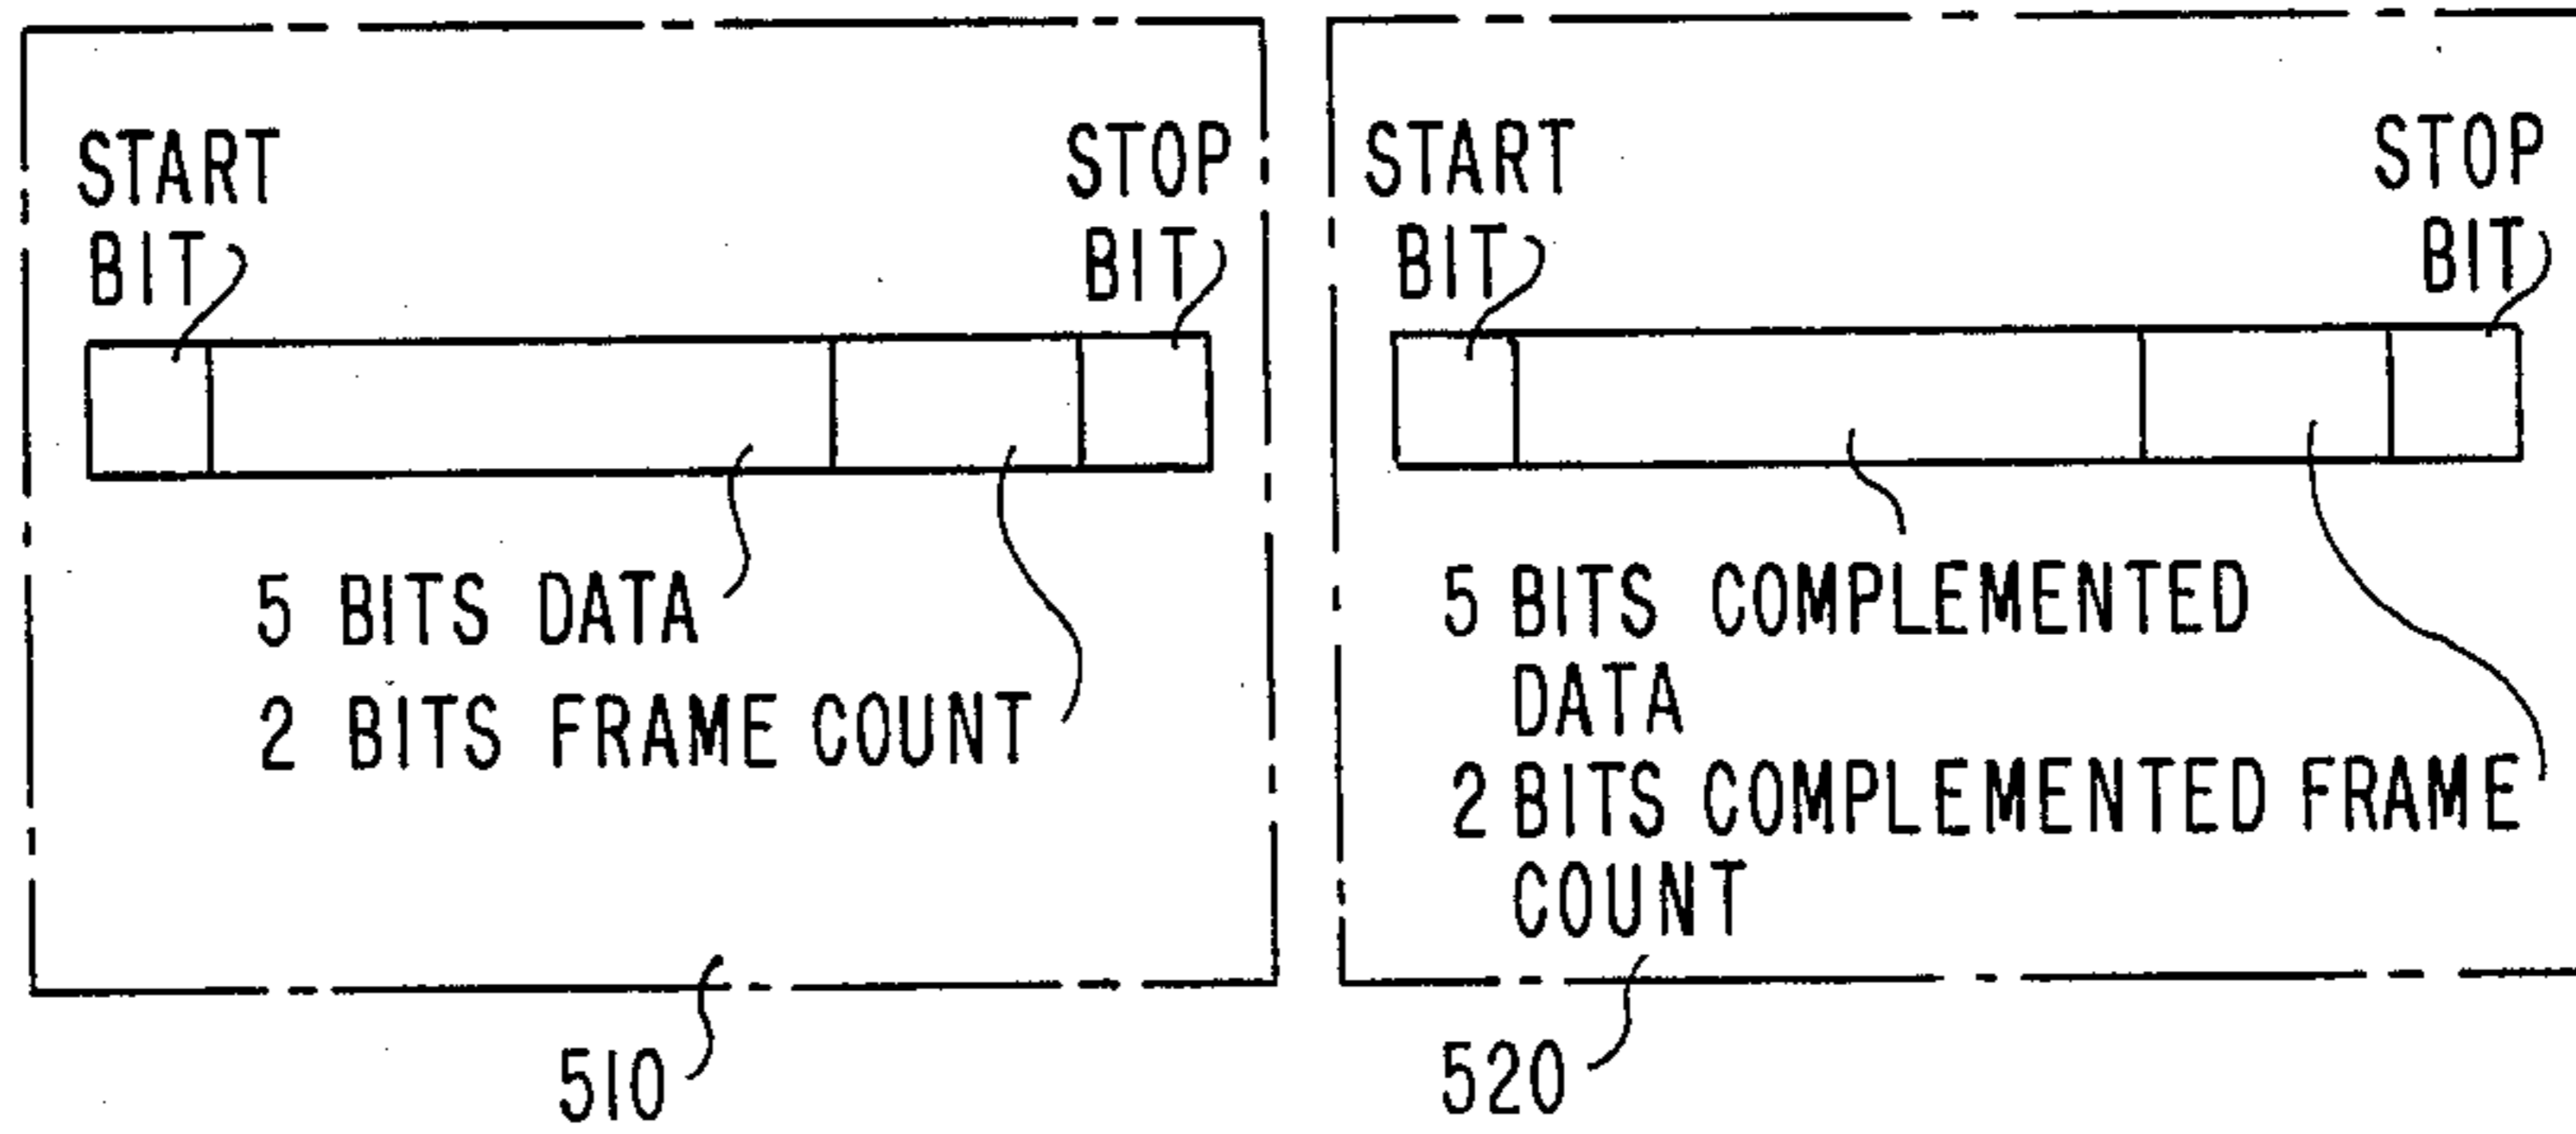 START
BIT
STOP
BIT
5 BITS DATA
2 BITS FRAME COUNT
510
START
BIT
STOP
BIT
5 BITS COMPLEMENTED
DATA
2 BITS COMPLEMENTED FRAME
COUNT
520